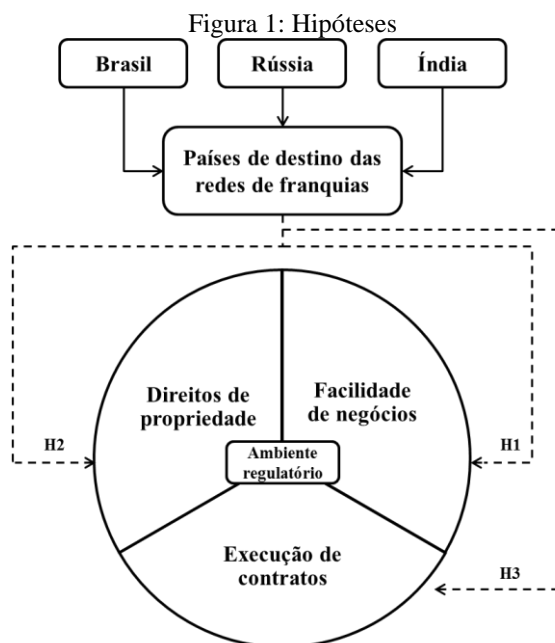 Figura 1: Hipóteses
Brasil
Rússia
Índia
Países de destino das
redes de franquias
Direitos de
propriedade
Facilidade
de negócios
H2
Ambiente
regulatório
H1
Execução de
contratos
H3